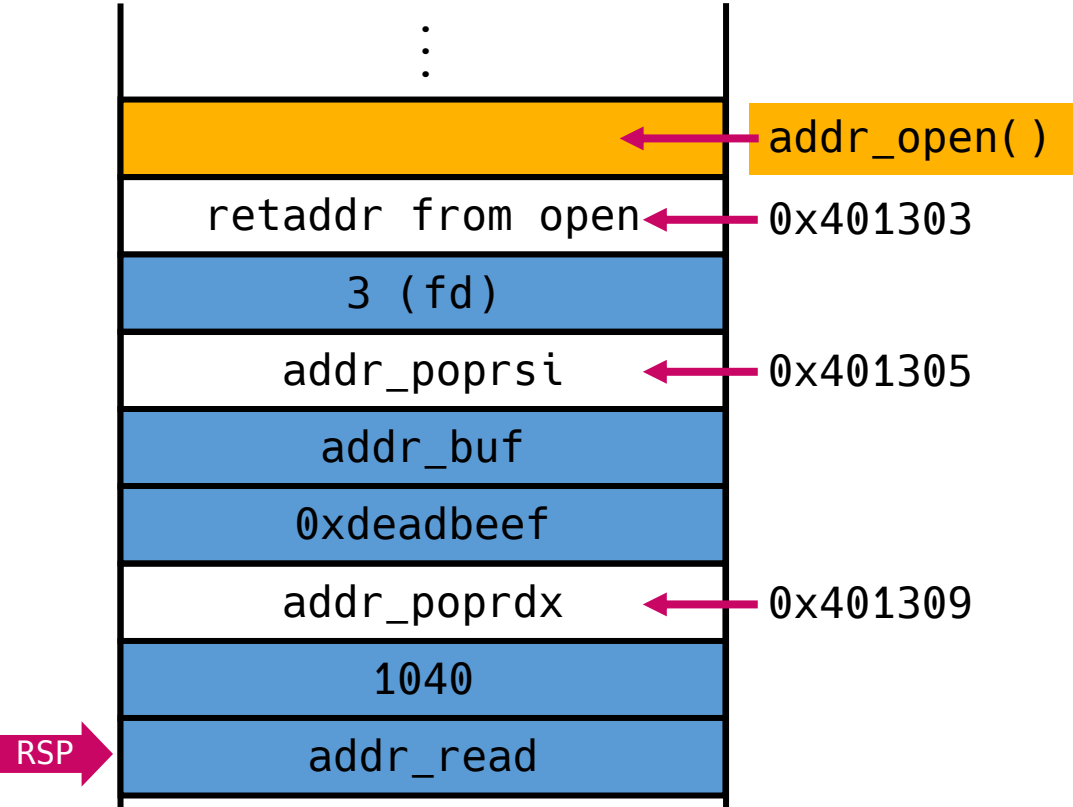 addr_open()
retaddr from open
0x401303
3 (fd)
addr_poprsi
0x401305
addr_buf
0xdeadbeef
addr_poprdx
0x401309
1040
RSP
addr_read